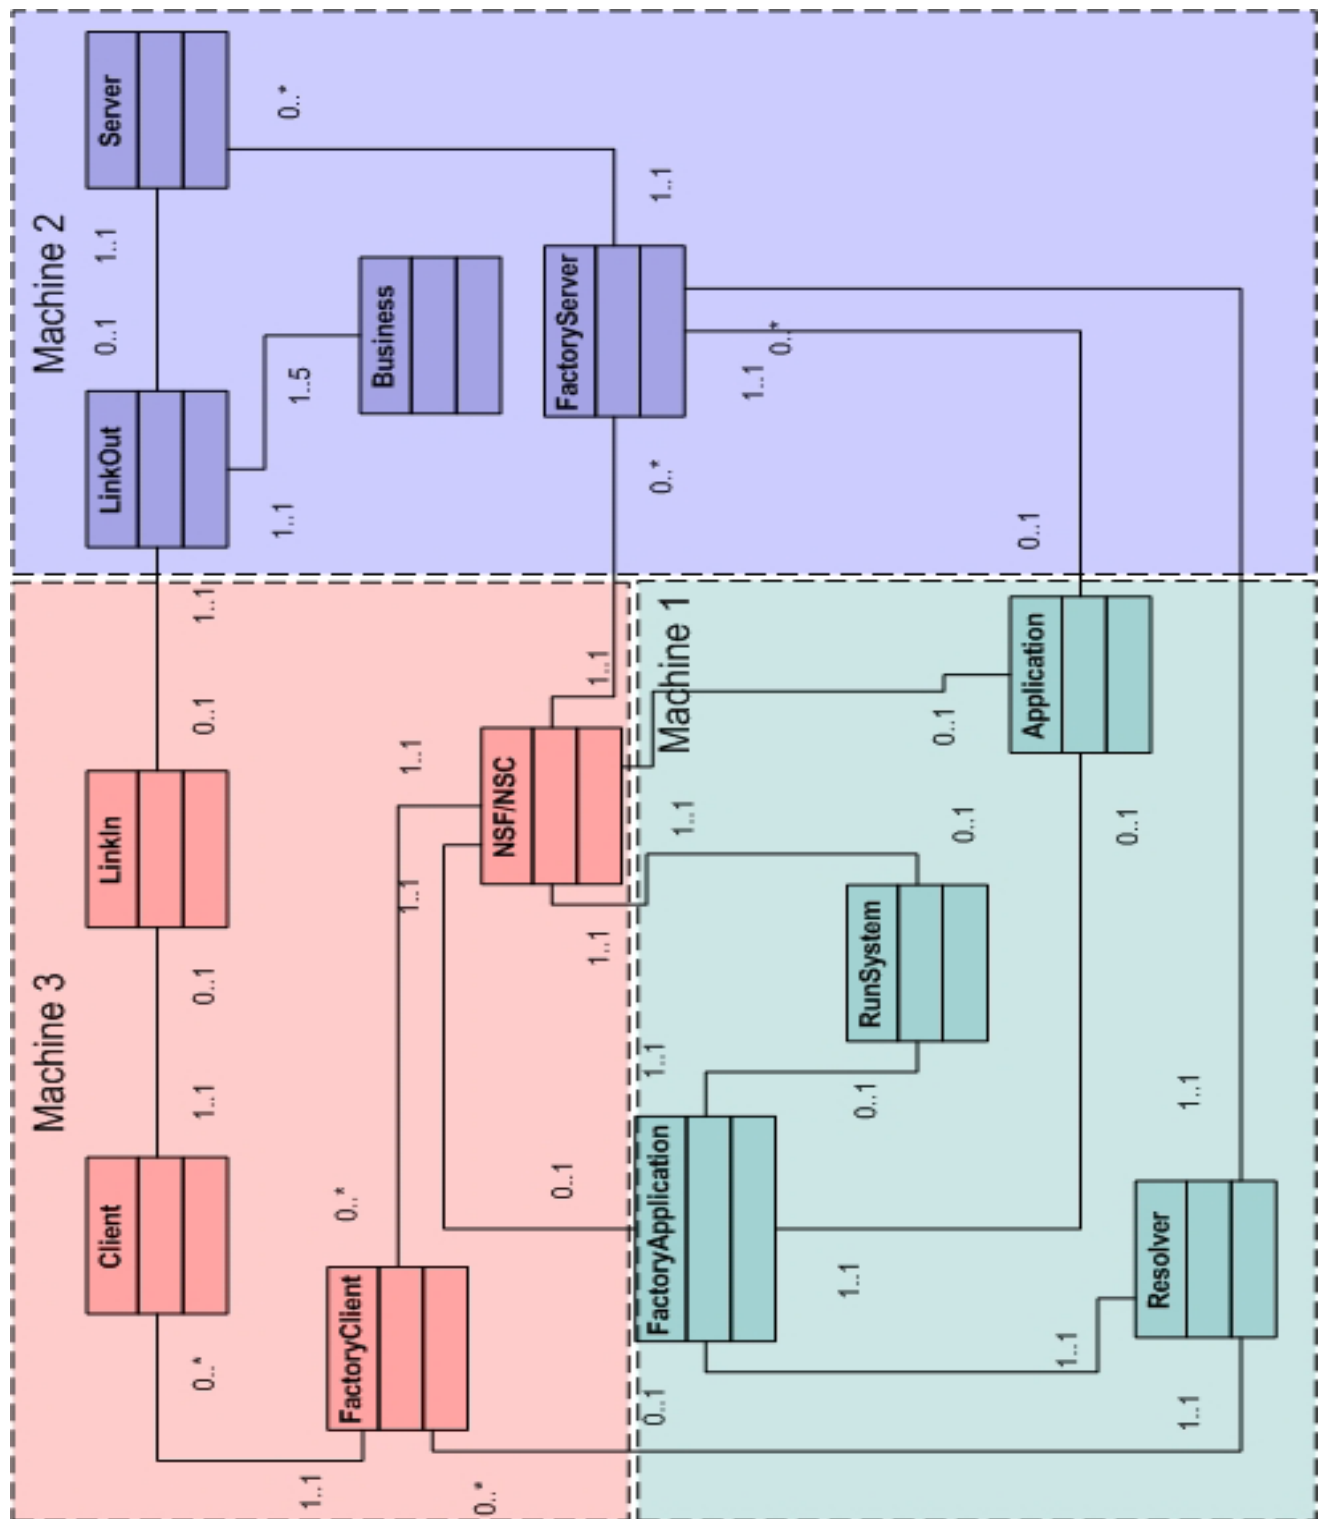 Machine 3
Machine 2
Client
LinkIn
LinkOut
0..1
1..1
Server
0..*
1..1
0..1
0..1
1..1
1..1
1..5
0..*
1..1
FactoryClient
0..*
Business
1..1
1..1
0..*
NSF/NSC
0..1
FactoryServer
1..1
1..1
0..1
FactoryApplication
1..1
0..*
1..1
Machine 1
1..1
1..1
0..*
1..1
0..1
RunSystem
0..1
0..1
Application
0..1
1..1
0..1
Resolver
1..1
1..1